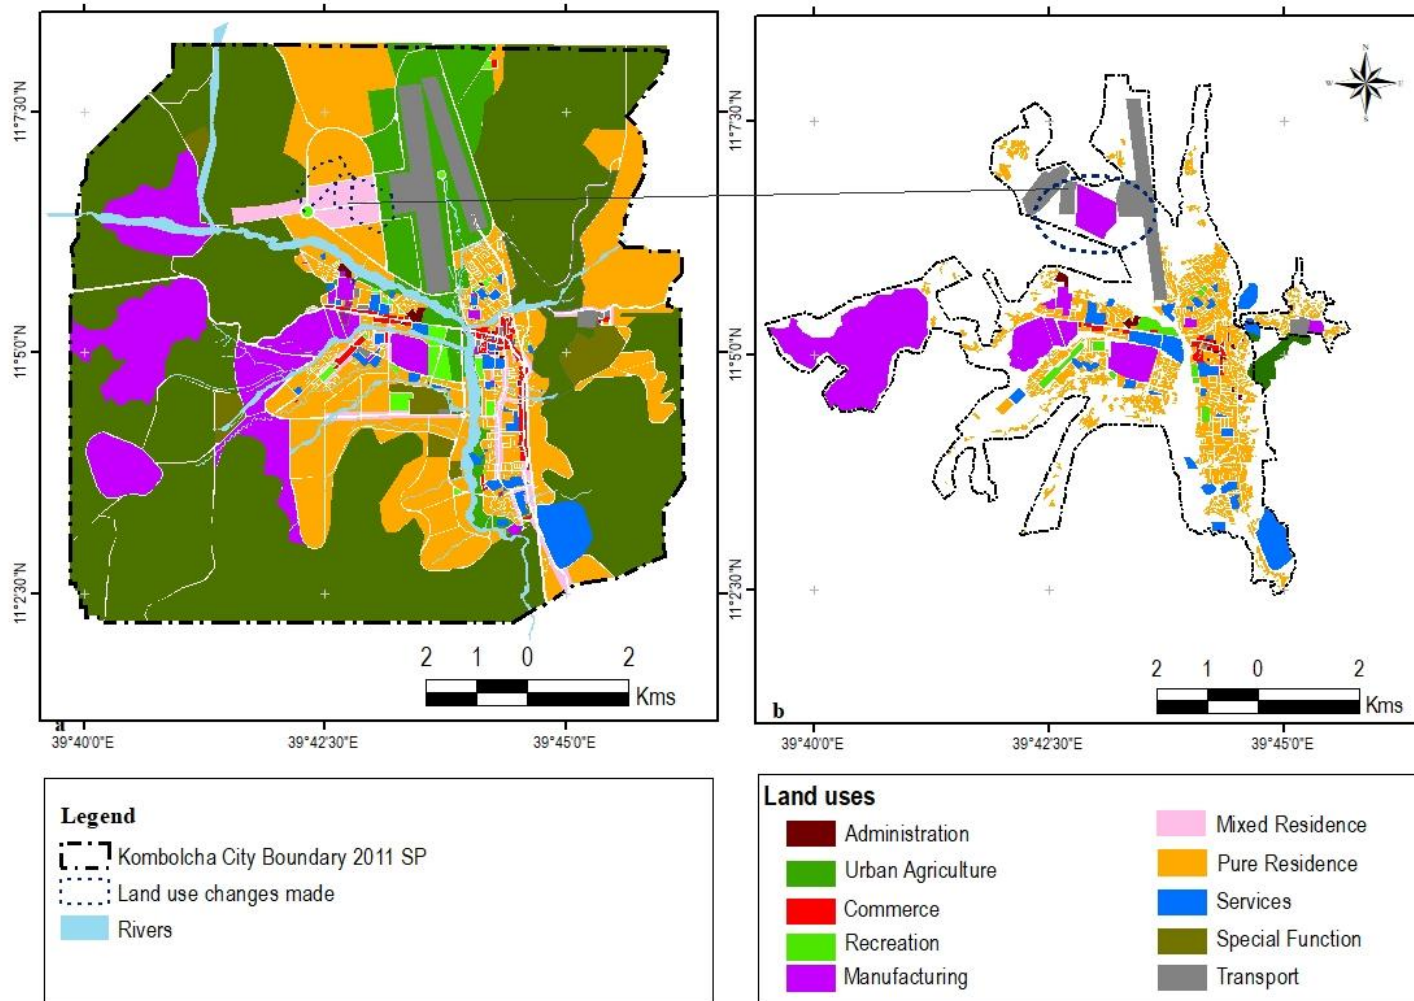 N
W
E
S
11°7'30"N
11°5'0"N
11°2'30"N
11°7'30"N
11°5'0"N
11°2'30"N
2 1 0 2
Kms
2 1 0 2
Kms
a
b
39°40'0"E 39°42'30"E 39°45'0"E
39°40'0"E 39°42'30"E 39°45'0"E
Legend
Kombolcha City Boundary 2011 SP
Land use changes made
Rivers
Land uses
Administration
Urban Agriculture
Commerce
Recreation
Manufacturing
Mixed Residence
Pure Residence
Services
Special Function
Transport